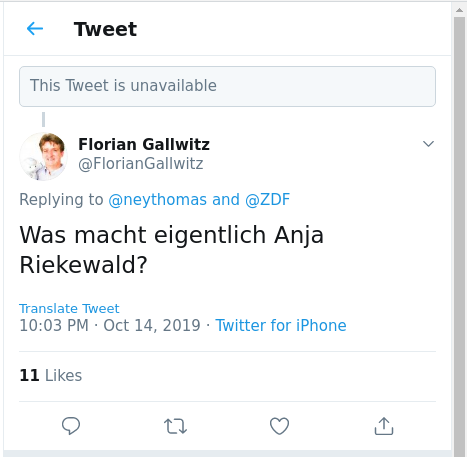 Tweet
This Tweet is unavailable
Florian Gallwitz
@FlorianGallwitz
Replying to @neythomas and @ZDF
Was macht eigentlich Anja
Riekewald?
Translate Tweet
10:03 PM · Oct 14, 2019 · Twitter for iPhone
11 Likes